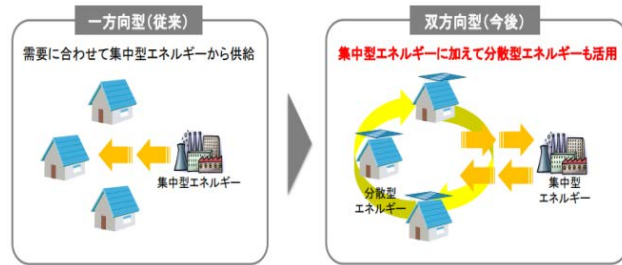 一方向型(従来)
需要に合わせて集中型エネルギーから供給
集中型エネルギー
双方向型(今後)
集中型エネルギーに加えて分散型エネルギーも活用
分散型
エネルギー
集中型
エネルギー